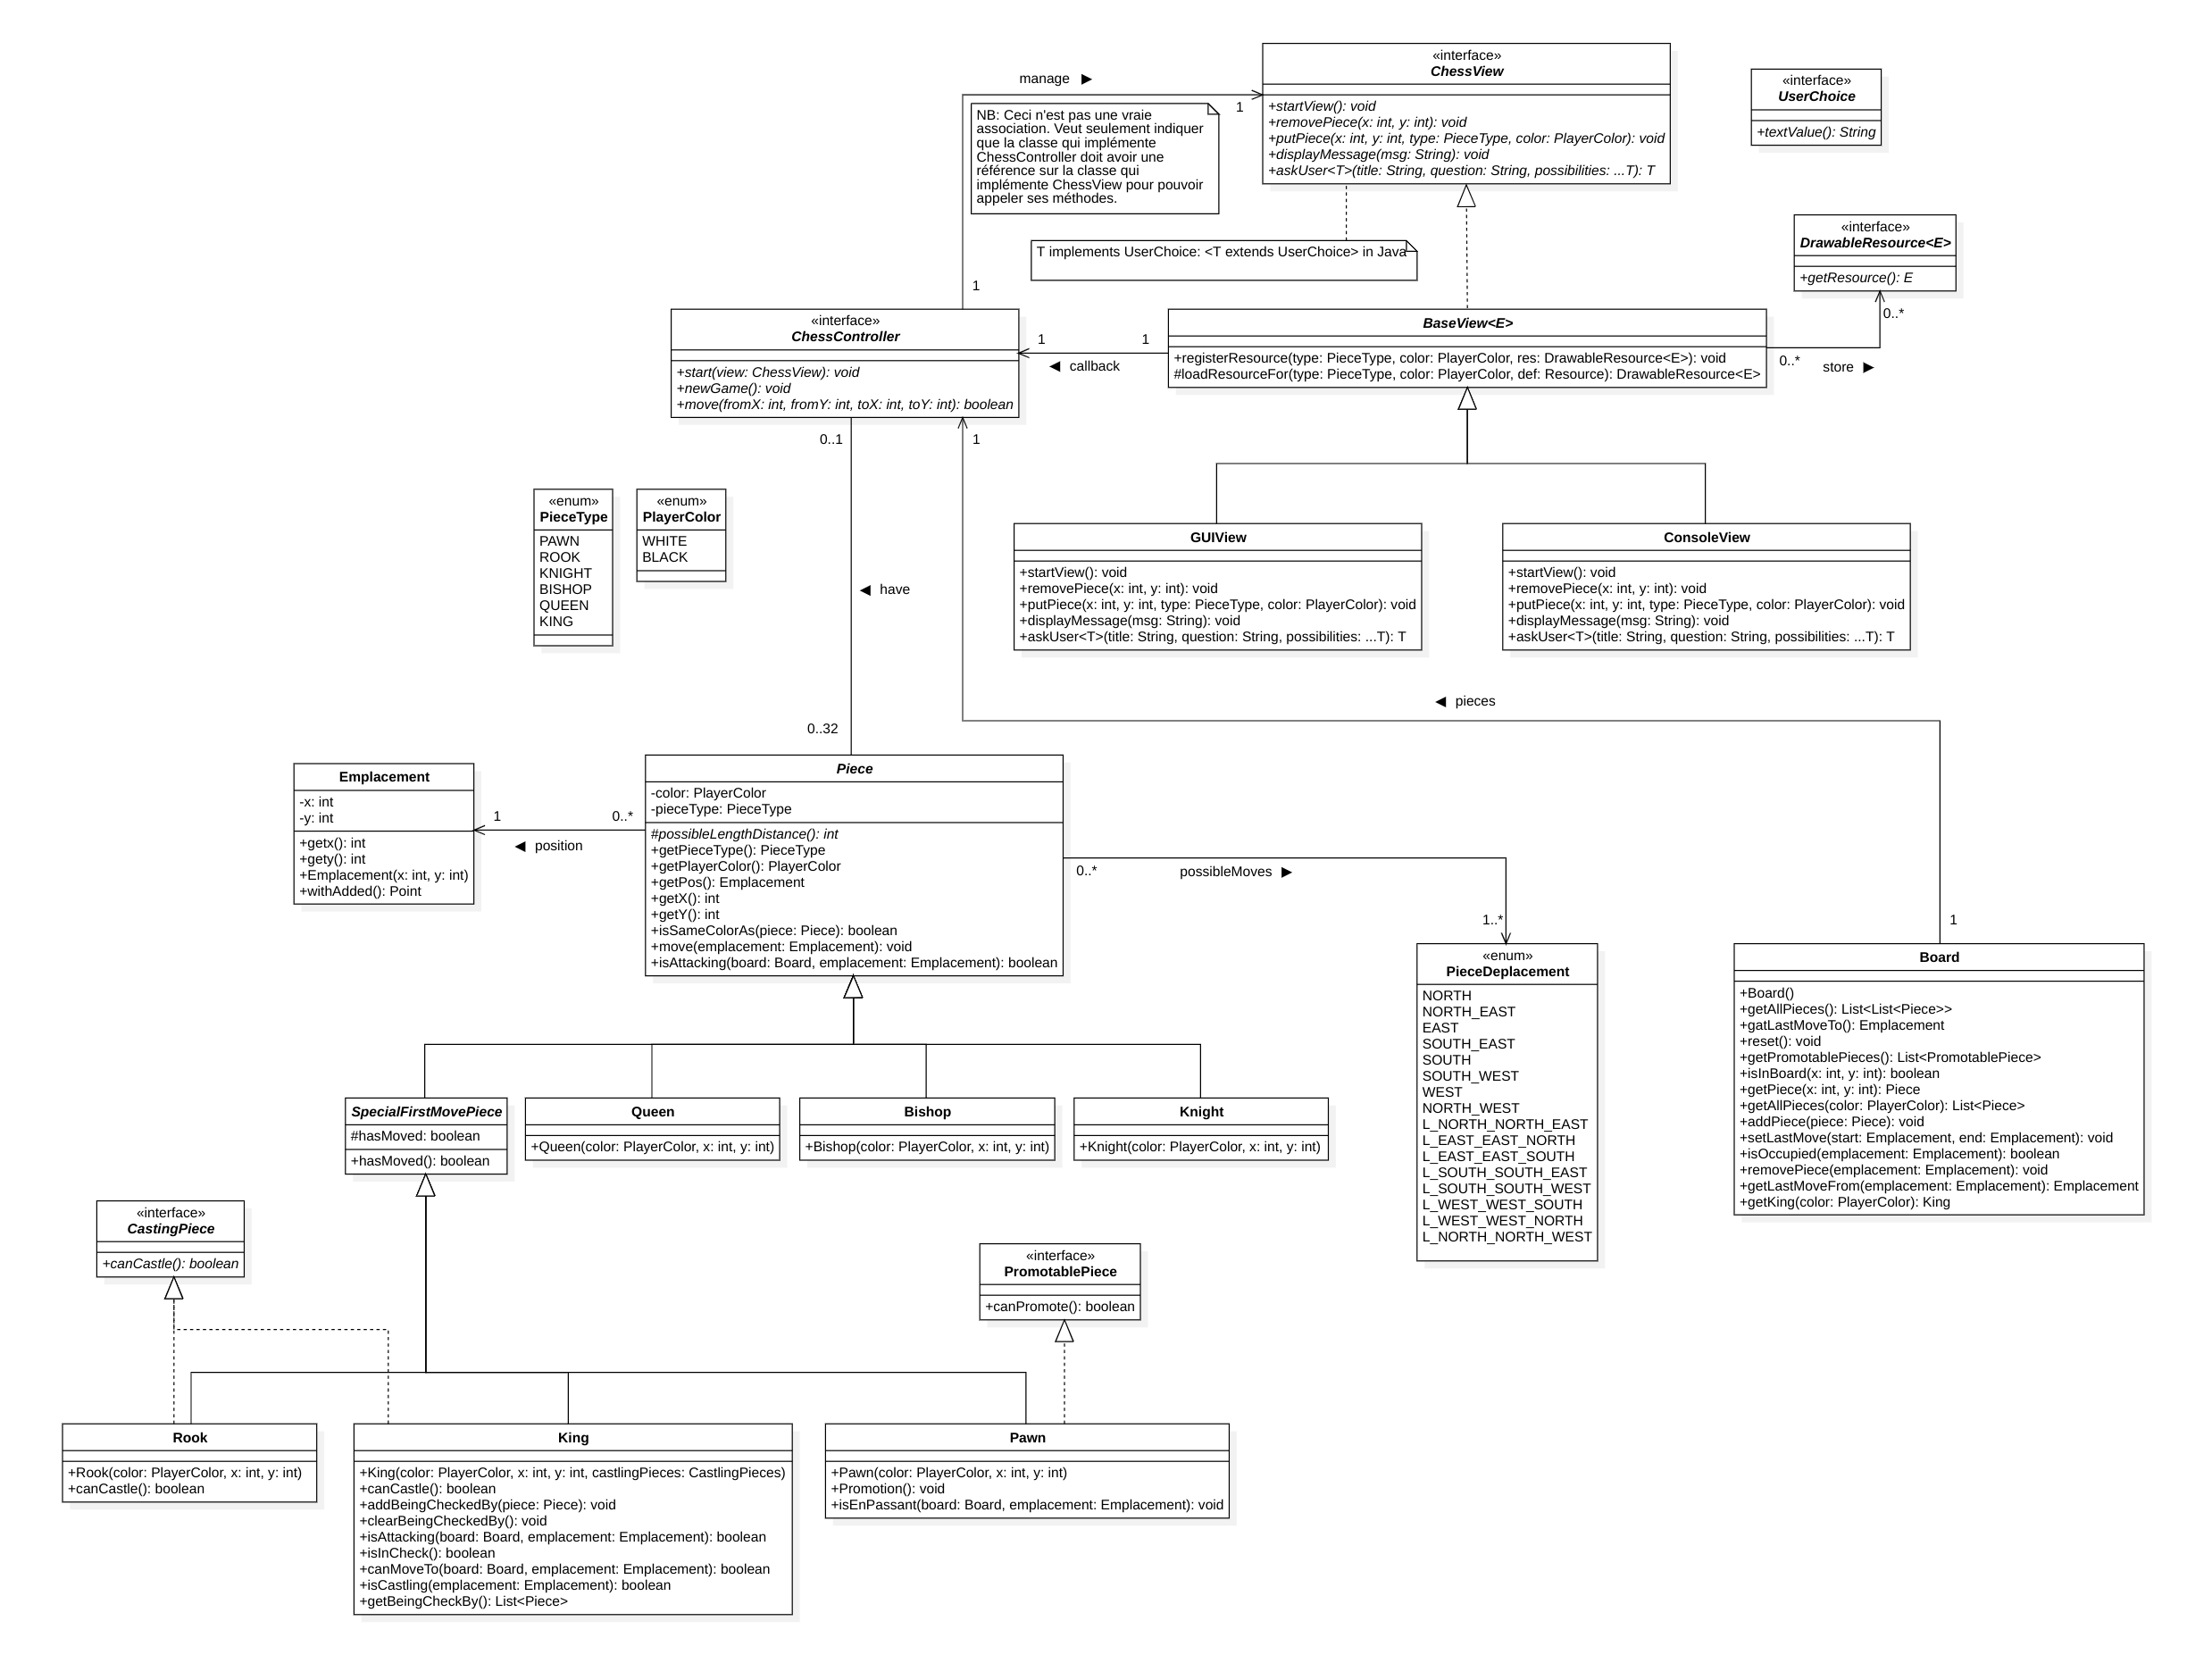 «interface»
ChessView
+startView(): void
+removePiece(x: int, y: int): void
+putPiece(x: int, y: int, type: PieceType, color: PlayerColor): void
+displayMessage(msg: String): void
+askUser<T>(title: String, question: String, possibilities: ...T): T
«interface»
UserChoice
+textValue(): String
manage ►
1
NB: Ceci n'est pas une vraie
association. Veut seulement indiquer
que la classe qui implémente
ChessController doit avoir une
référence sur la classe qui
implémente ChessView pour pouvoir
appeler ses méthodes.
1
T implements UserChoice: <T extends UserChoice> in Java
«interface»
DrawableResource<E>
+getResource(): E
0..*
«interface»
ChessController
+start(view: ChessView): void
+newGame(): void
+move(fromX: int, fromY: int, toX: int, toY: int): boolean
1
1
◄ callback
BaseView<E>
+registerResource(type: PieceType, color: PlayerColor, res: DrawableResource<E>): void
#loadResourceFor(type: PieceType, color: PlayerColor, def: Resource): DrawableResource<E>
0..*
store ►
0..1
1
«enum»
PieceType
PAWN
ROOK
KNIGHT
BISHOP
QUEEN
KING
«enum»
PlayerColor
WHITE
BLACK
◄ have
GUIView
+startView(): void
+removePiece(x: int, y: int): void
+putPiece(x: int, y: int, type: PieceType, color: PlayerColor): void
+displayMessage(msg: String): void
+askUser<T>(title: String, question: String, possibilities: ...T): T
ConsoleView
+startView(): void
+removePiece(x: int, y: int): void
+putPiece(x: int, y: int, type: PieceType, color: PlayerColor): void
+displayMessage(msg: String): void
+askUser<T>(title: String, question: String, possibilities: ...T): T
◄ pieces
0..32
Emplacement
-x: int
-y: int
+getx(): int
+gety(): int
+Emplacement(x: int, y: int)
+withAdded(): Point
1
0..*
◄ position
Piece
-color: PlayerColor
-pieceType: PieceType
#possibleLengthDistance(): int
+getPieceType(): PieceType
+getPlayerColor(): PlayerColor
+getPos(): Emplacement
+getX(): int
+getY(): int
+isSameColorAs(piece: Piece): boolean
+move(emplacement: Emplacement): void
+isAttacking(board: Board, emplacement: Emplacement): boolean
0..*
possibleMoves ►
1..*
1
«enum»
PieceDeplacement
NORTH
NORTH_EAST
EAST
SOUTH_EAST
SOUTH
SOUTH_WEST
WEST
NORTH_WEST
L_NORTH_NORTH_EAST
L_EAST_EAST_NORTH
L_EAST_EAST_SOUTH
L_SOUTH_SOUTH_EAST
L_SOUTH_SOUTH_WEST
L_WEST_WEST_SOUTH
L_WEST_WEST_NORTH
L_NORTH_NORTH_WEST
Board
+Board()
+getAllPieces(): List<List<Piece>>
+gatLastMoveTo(): Emplacement
+reset(): void
+getPromotablePieces(): List<PromotablePiece>
+isInBoard(x: int, y: int): boolean
+getPiece(x: int, y: int): Piece
+getAllPieces(color: PlayerColor): List<Piece>
+addPiece(piece: Piece): void
+setLastMove(start: Emplacement, end: Emplacement): void
+isOccupied(emplacement: Emplacement): boolean
+removePiece(emplacement: Emplacement): void
+getLastMoveFrom(emplacement: Emplacement): Emplacement
+getKing(color: PlayerColor): King
SpecialFirstMovePiece
#hasMoved: boolean
+hasMoved(): boolean
Queen
+Queen(color: PlayerColor, x: int, y: int)
Bishop
+Bishop(color: PlayerColor, x: int, y: int)
Knight
+Knight(color: PlayerColor, x: int, y: int)
«interface»
CastingPiece
+canCastle(): boolean
«interface»
PromotablePiece
+canPromote(): boolean
Rook
+Rook(color: PlayerColor, x: int, y: int)
+canCastle(): boolean
King
+King(color: PlayerColor, x: int, y: int, castlingPieces: CastlingPieces)
+canCastle(): boolean
+addBeingCheckedBy(piece: Piece): void
+clearBeingCheckedBy(): void
+isAttacking(board: Board, emplacement: Emplacement): boolean
+isInCheck(): boolean
+canMoveTo(board: Board, emplacement: Emplacement): boolean
+isCastling(emplacement: Emplacement): boolean
+getBeingCheckBy(): List<Piece>
Pawn
+Pawn(color: PlayerColor, x: int, y: int)
+Promotion(): void
+isEnPassant(board: Board, emplacement: Emplacement): void